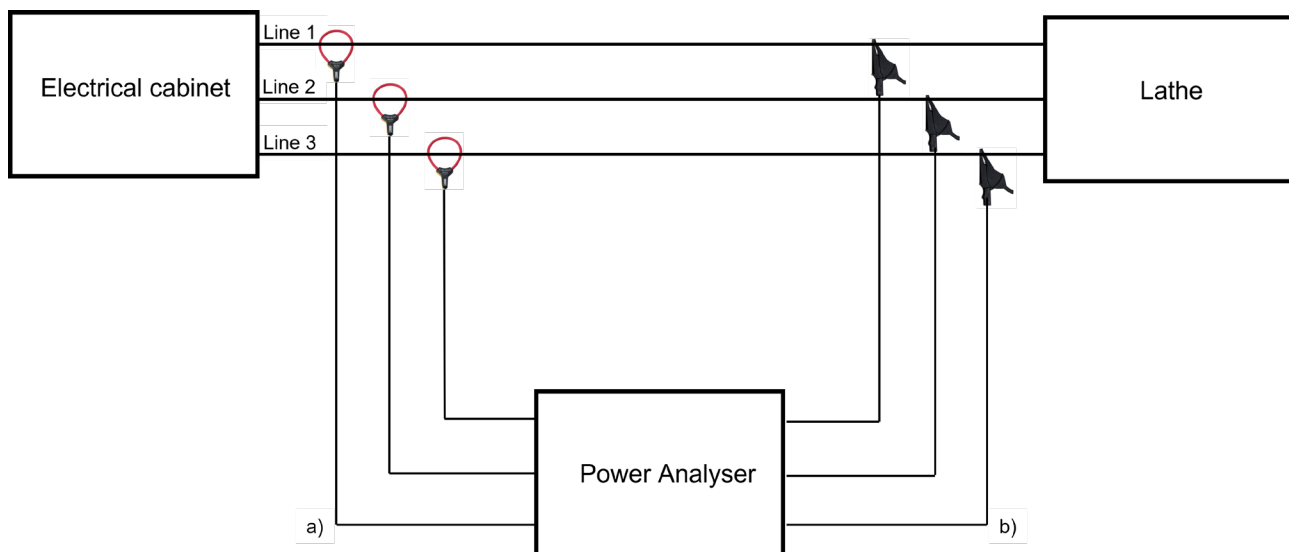 Line 1
Electrical cabinet
Line 2
Lathe
Line 3
Power Analyser
a)
b)